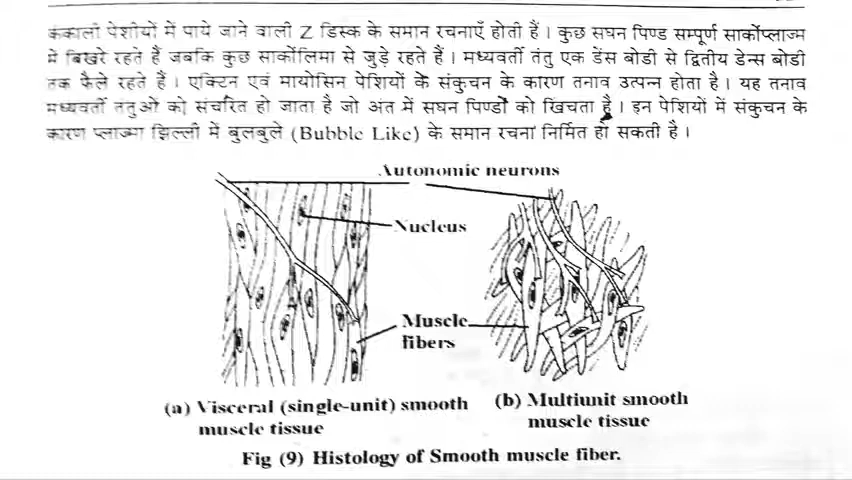 कंकाली पेशीयों में पाये जाने वाली Z डिस्क के समान रचनाएँ होती हैं। कुछ सघन पिण्ड सम्पूर्ण सार्कोप्लाज्म
में बिखरे रहते हैं जबकि कुछ सार्कोलिमा से जुड़े रहते हैं। मध्यवर्ती तंतु एक डेंस बोडी से द्वितीय डेन्स बोडी
तक फैले रहते हैं। एक्टिन एवं मायोसिन पेशियों के संकुचन के कारण तनाव उत्पन्न होता है। यह तनाव
मध्यवर्ती तंतुओं को संचरित हो जाता है जो अंत में सघन पिण्डों को खिचता है। इन पेशियों में संकुचन के
कारण प्लाज्मा झिल्ली में बुलबुले (Bubble Like) के समान रचना निर्मित हो सकती है।
Autonomic neurons
Nucleus
Muscle
fibers
(a) Visceral (single-unit) smooth
muscle tissue
(b) Multiunit smooth
muscle tissue
Fig (9) Histology of Smooth muscle fiber.